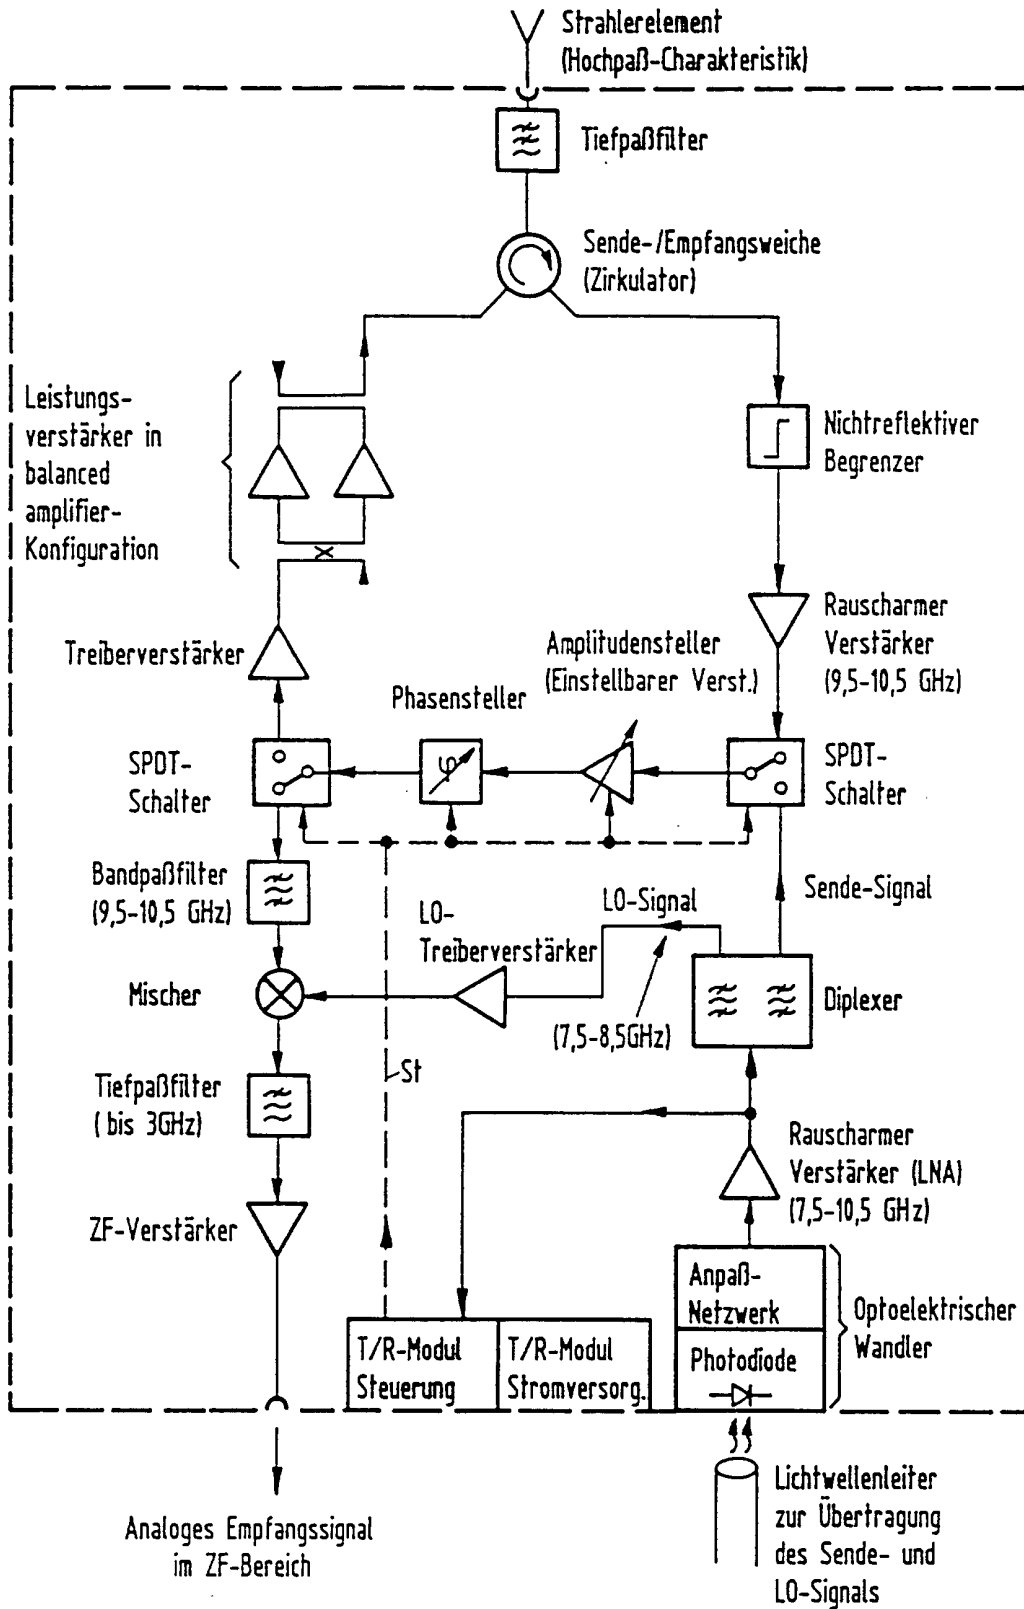 Strahlerelement
(Hochpaß-Charakteristik)
Tiefpaßfilter
Sende-/Empfangsweiche
(Zirkulator)
Leistungs-
verstärker in
balanced
amplifier-
Konfiguration
Nichtreflektiver
Begrenzer
Treiberverstärker
Rauscharmer
Verstärker
(9,5-10,5 GHz)
Amplitudensteller
(Einstellbarer Verst.)
Phasensteller
SPDT-
Schalter
φ
SPDT-
Schalter
Bandpaßfilter
(9,5-10,5 GHz)
LO-
Treiberverstärker
LO-Signal
Sende-Signal
Mischer
(7,5-8,5GHz)
Diplexer
St
Tiefpaßfilter
( bis 3GHz)
Rauscharmer
Verstärker (LNA)
(7,5-10,5 GHz)
ZF-Verstärker
Anpaß-
Netzwerk
Photodiode
Optoelektrischer
Wandler
T/R-Modul
Steuerung
T/R-Modul
Stromversorg.
Analoges Empfangssignal
im ZF-Bereich
Lichtwellenleiter
zur Übertragung
des Sende- und
LO-Signals